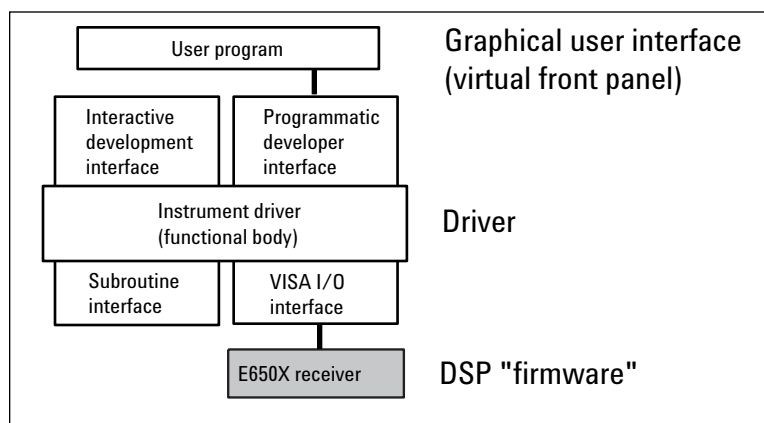 User program
Graphical user interface
(virtual front panel)
Interactive
development
interface
Programmatic
developer
interface
Instrument driver
(functional body)
Driver
Subroutine
interface
VISA I/O
interface
E650X receiver
DSP "firmware"